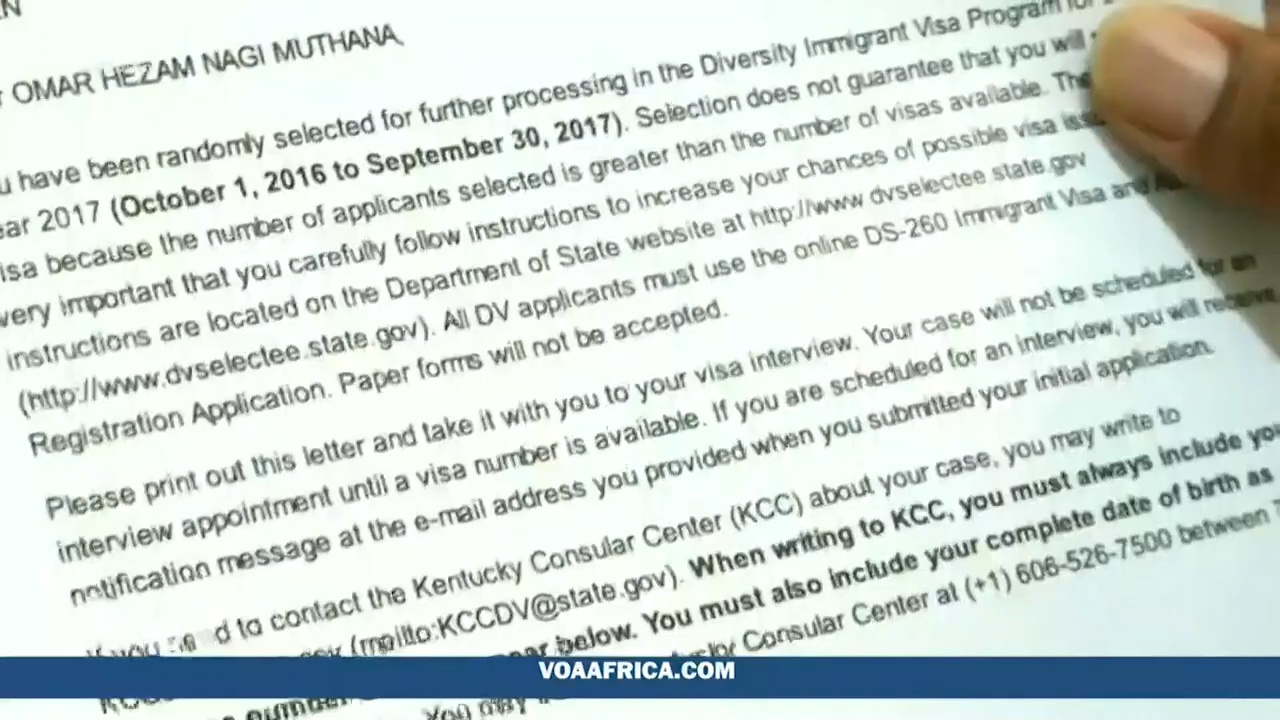 OMAR HEZAM NAGI MUTHANA
have been randomly selected for further processing in the Diversity Immigrant Visa Program for
2017 (October 1, 2016 to September 30, 2017). Selection does not guarantee that you will
because the number of applicants selected is greater than the number of visas available. The
very important that you carefully follow instructions to increase your chances of possible visa
instructions are located on the Department of State website at http://www.dvselectee.state.gov
(http://www.dvselectee.state.gov). All DV applicants must use the online DS-260 Immigrant Visa and
Registration Application. Paper forms will not be accepted.
Please print out this letter and take it with you to your visa interview. Your case will not be scheduled for an
interview appointment until a visa number is available. If you are scheduled for an interview, you will receive
notification message at the e-mail address you provided when you submitted your initial application.
you to contact the Kentucky Consular Center (KCC) about your case, you may write to
(mailto:KCCDV@state.gov). When writing to KCC, you must always include
number below. You must also include your complete date of birth as
You may Consular Center at (+1) 606-526-7500 between
VOAAFRICA.COM